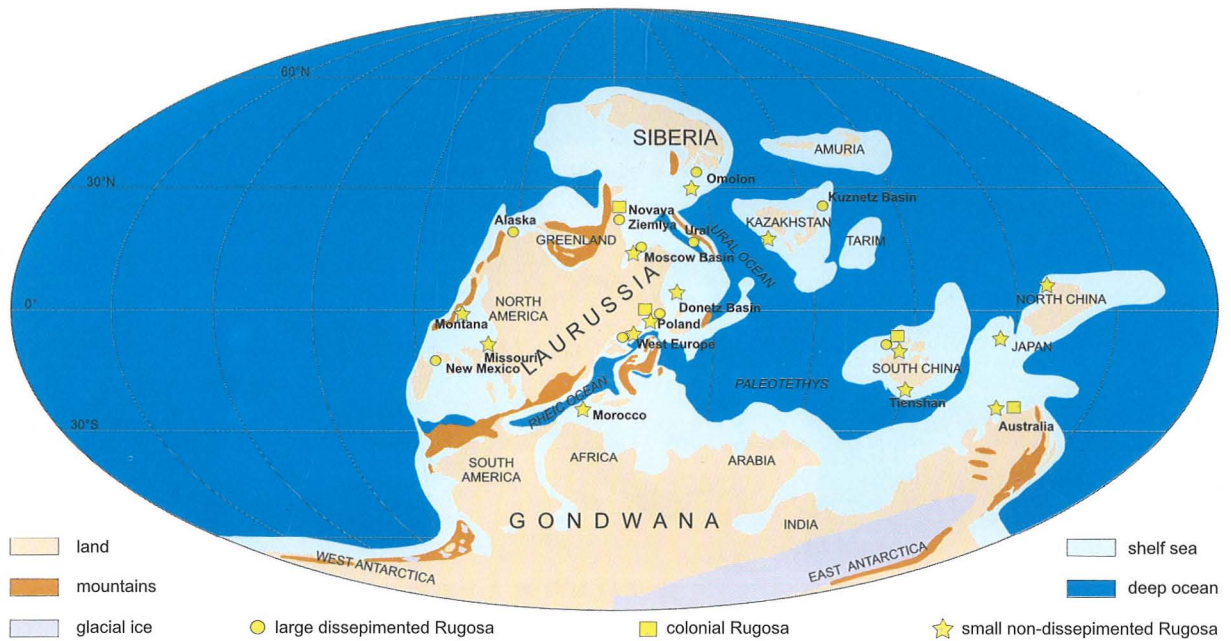 60°N
SIBERIA
AMURIA
Omolon
30°N
Kuznetz Basin
Novaya
Ziemlya
Alaska
KAZAKHSTAN
Ural
GREENLAND
URAL OCEAN
TARIM
Moscow Basin
LAURUSSIA
0°
NORTH
AMERICA
NORTH CHINA
Donetz Basin
Montana
Poland
West Europe
Missouri
JAPAN
New Mexico
SOUTH CHINA
PALEOTETHYS
Tienshan
RHEIC OCEAN
Morocco
30°S
Australia
SOUTH
AMERICA
AFRICA
ARABIA
GONDWANA
INDIA
WEST ANTARCTICA
EAST ANTARCTICA
land
mountains
glacial ice
shelf sea
deep ocean
large dissepimented Rugosa
colonial Rugosa
small non-dissepimented Rugosa